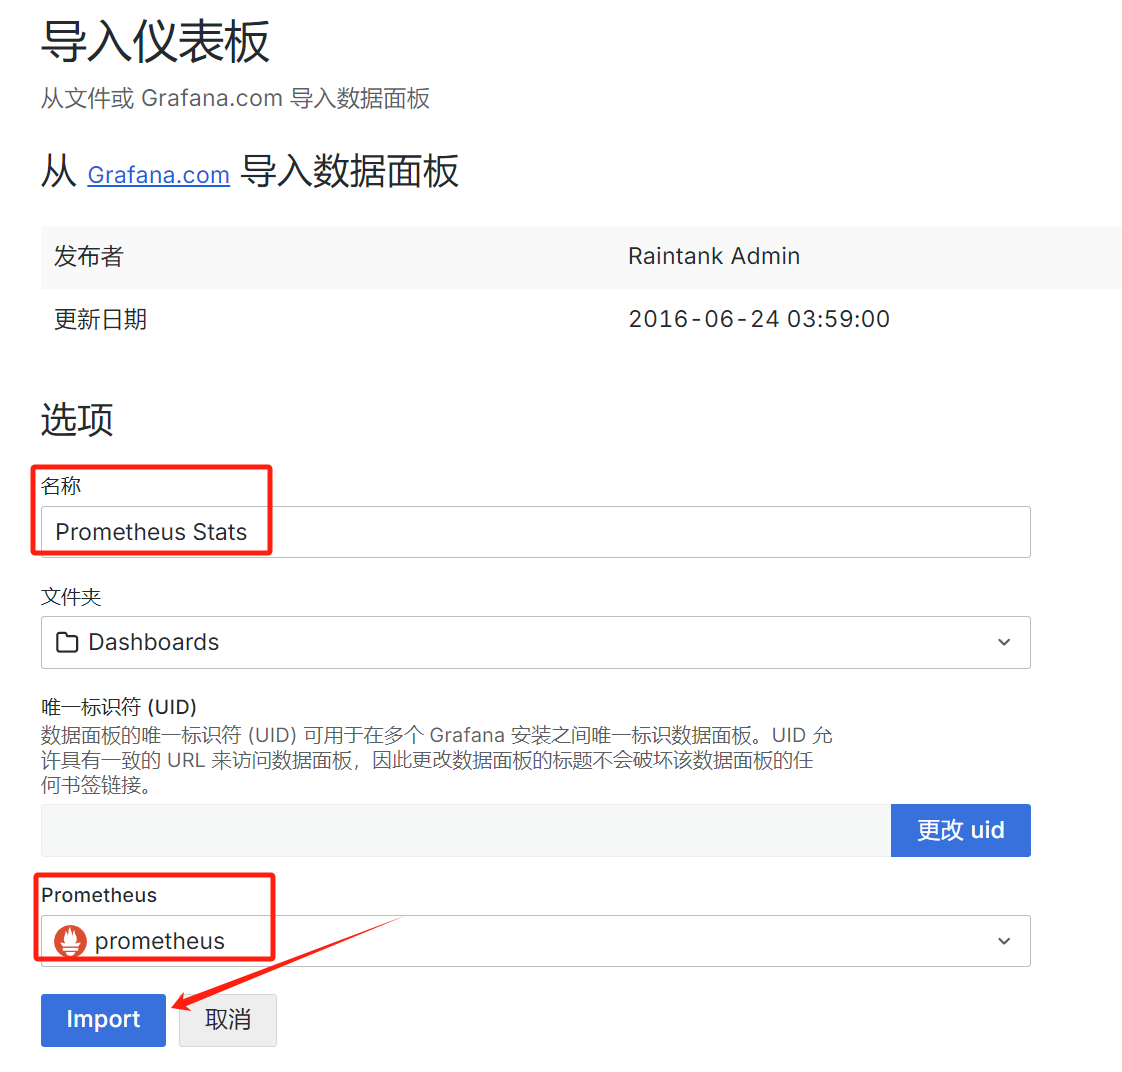 导入仪表板
从文件或 Grafana.com 导入数据面板
从 Grafana.com 导入数据面板
发布者 Raintank Admin
更新日期 2016-06-24 03:59:00
选项
名称
Prometheus Stats
文件夹
Dashboards
唯一标识符 (UID)
数据面板的唯一标识符 (UID) 可用于在多个 Grafana 安装之间唯一标识数据面板。UID 允
许具有一致的 URL 来访问数据面板，因此更改数据面板的标题不会破坏该数据面板的任
何书签链接。
更改 uid
Prometheus
prometheus
Import 取消